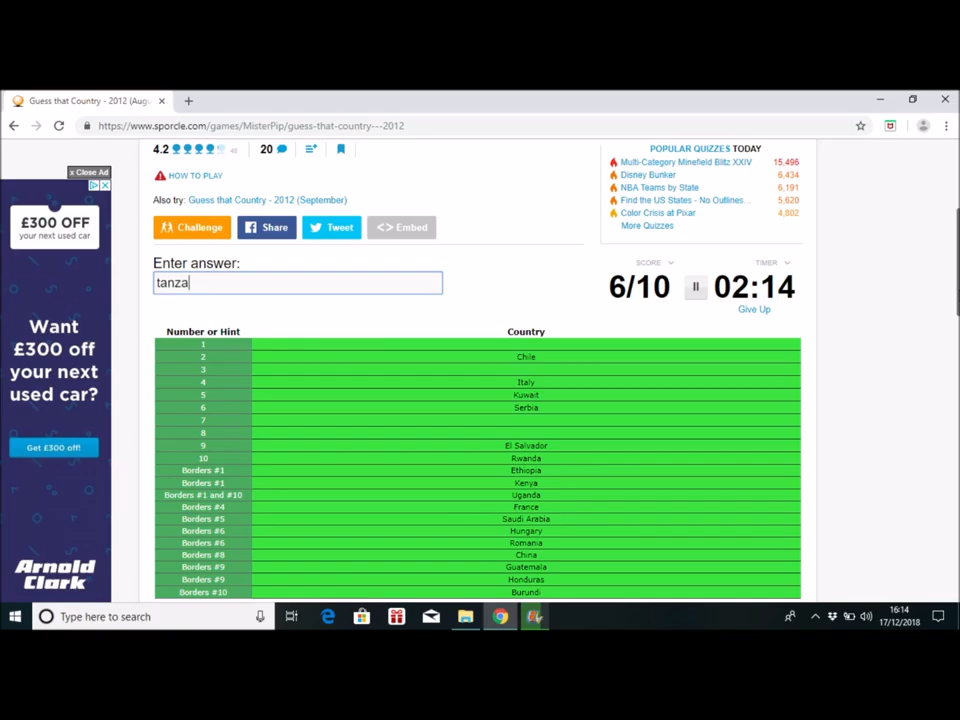 Guess that Country - 2012 (Augu
https://www.sporcle.com/games/MisterPip/guess-that-country---2012
4.2 48 20
HOW TO PLAY
Also try: Guess that Country - 2012 (September)
Challenge Share Tweet <> Embed
POPULAR QUIZZES TODAY
Multi-Category Minefield Blitz XXIV 15,496
Disney Bunker 6,434
NBA Teams by State 6,191
Find the US States - No Outlines... 5,620
Color Crisis at Pixar 4,802
More Quizzes
x Close Ad
£300 OFF
your next used car
Want
£300 off
your next
used car?
Get £300 off!
Arnold
Clark
Enter answer:
tanza
SCORE TIMER
6/10 02:14
Give Up
Number or Hint Country
1
2 Chile
3
4 Italy
5 Kuwait
6 Serbia
7
8
9 El Salvador
10 Rwanda
Borders #1 Ethiopia
Borders #1 Kenya
Borders #1 and #10 Uganda
Borders #4 France
Borders #5 Saudi Arabia
Borders #6 Hungary
Borders #6 Romania
Borders #8 China
Borders #9 Guatemala
Borders #9 Honduras
Borders #10 Burundi
Type here to search
16:14
17/12/2018